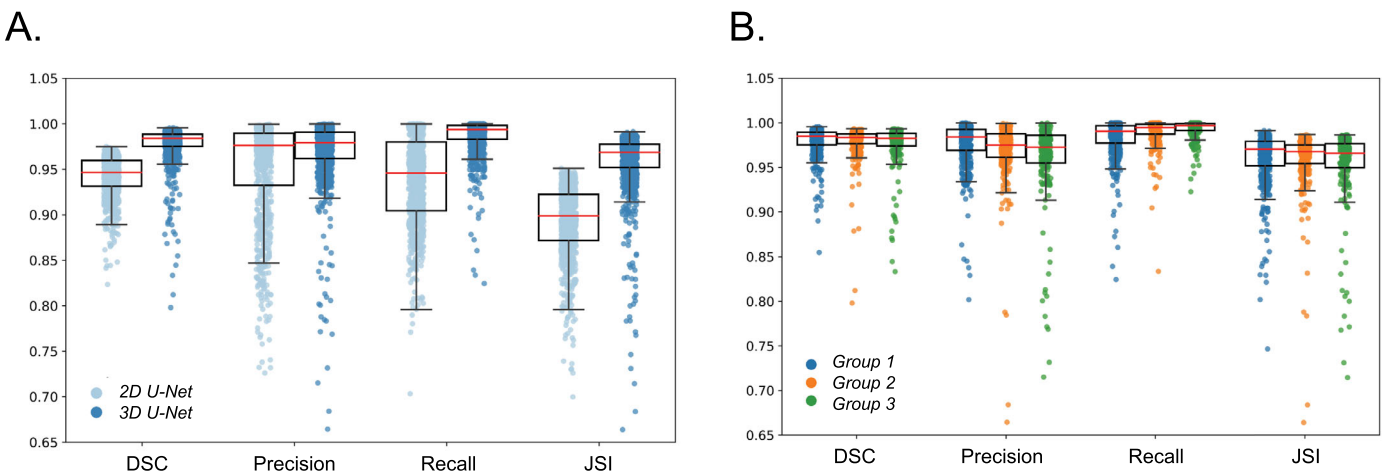 A.
1.05
1.00
0.95
0.90
0.85
0.80
0.75
0.70
0.65
2D U-Net
3D U-Net
DSC Precision Recall JSI
B.
1.05
1.00
0.95
0.90
0.85
0.80
0.75
0.70
0.65
Group 1
Group 2
Group 3
DSC Precision Recall JSI